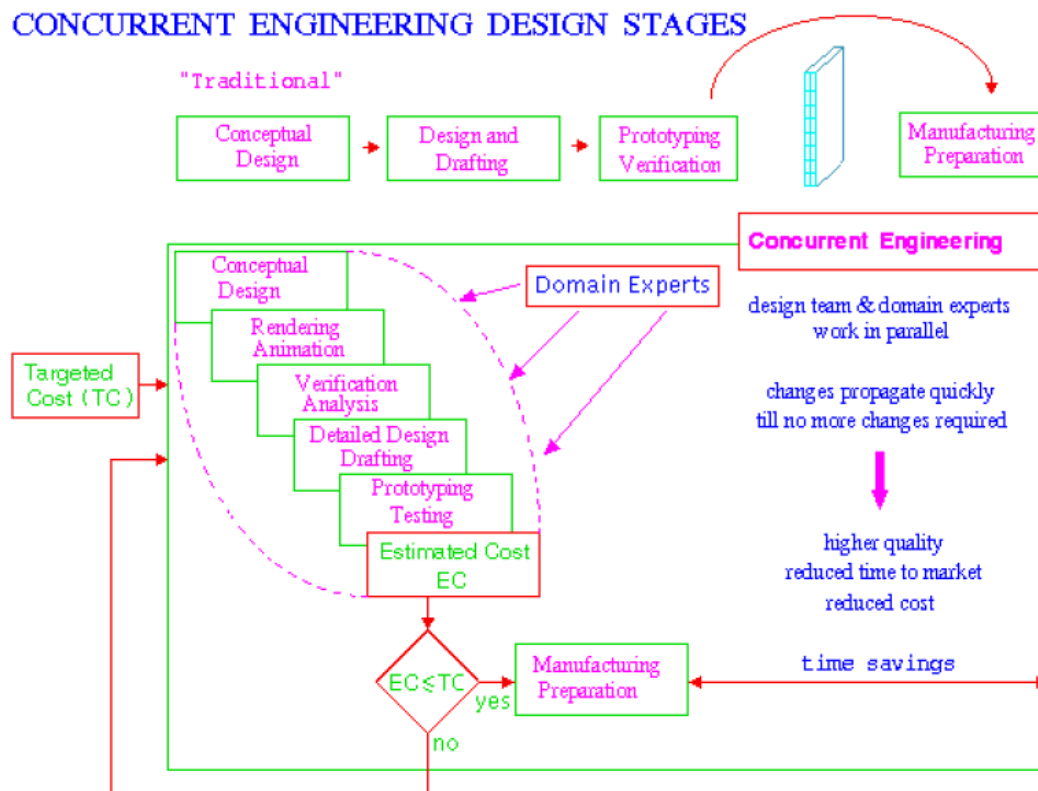 CONCURRENT ENGINEERING DESIGN STAGES
"Traditional"
Conceptual
Design
Design and
Drafting
Prototyping
Verification
Manufacturing
Preparation
Concurrent Engineering
Conceptual
Design
Rendering
Animation
Verification
Analysis
Detailed Design
Drafting
Prototyping
Testing
Estimated Cost
EC
Domain Experts
Targeted
Cost (TC)
design team & domain experts
work in parallel
changes propagate quickly
till no more changes required
higher quality
reduced time to market
reduced cost
EC≤TC
yes
no
Manufacturing
Preparation
time savings